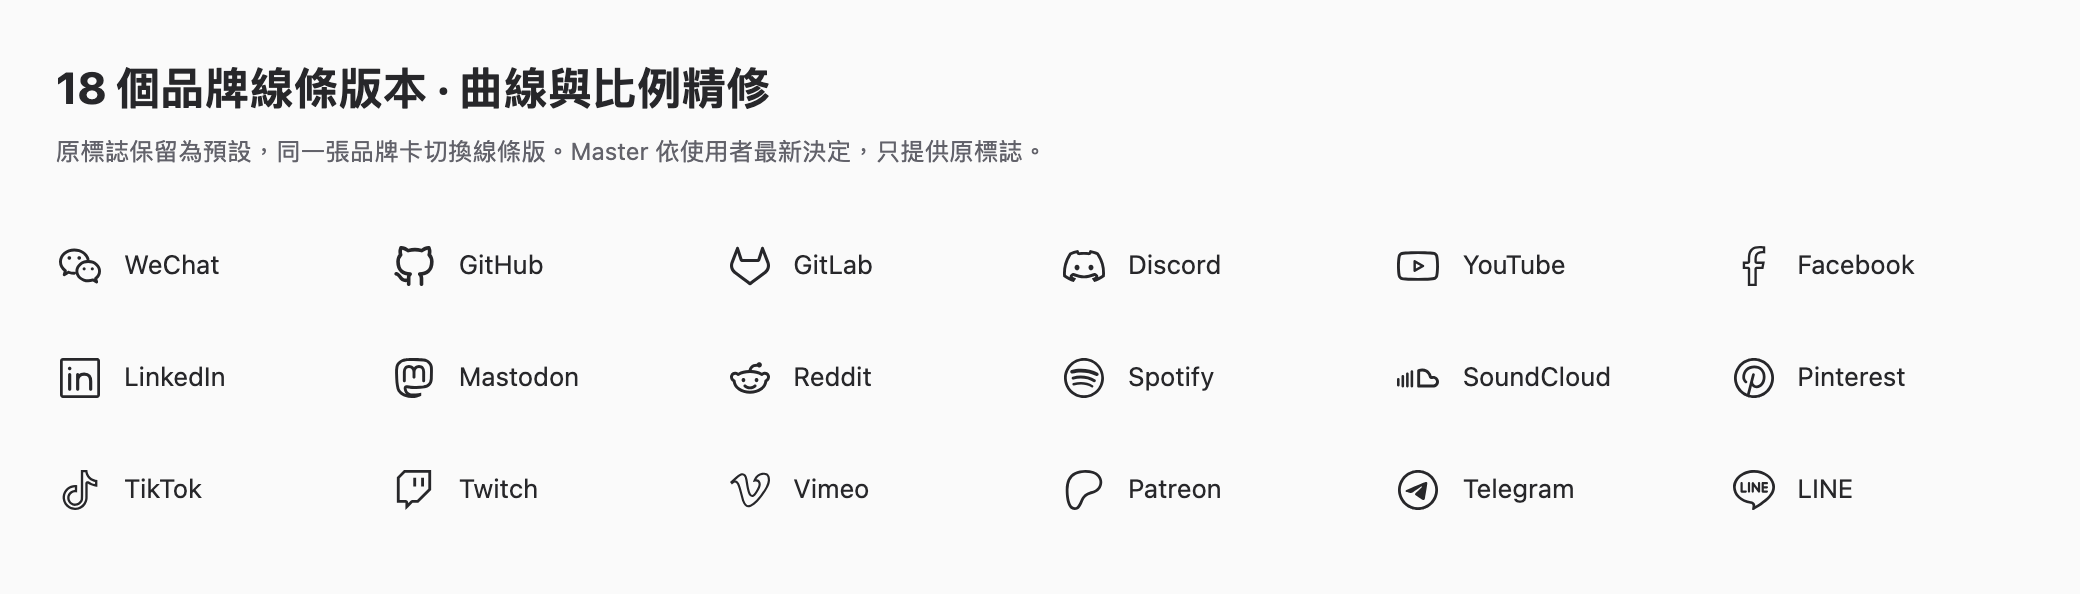 18 個品牌線條版本 · 曲線與比例精修
原標誌保留為預設，同一張品牌卡切換線條版。Master 依使用者最新決定，只提供原標誌。
WeChat GitHub GitLab Discord YouTube Facebook
in LinkedIn Mastodon Reddit Spotify SoundCloud Pinterest
TikTok Twitch Vimeo Patreon Telegram LINE LINE